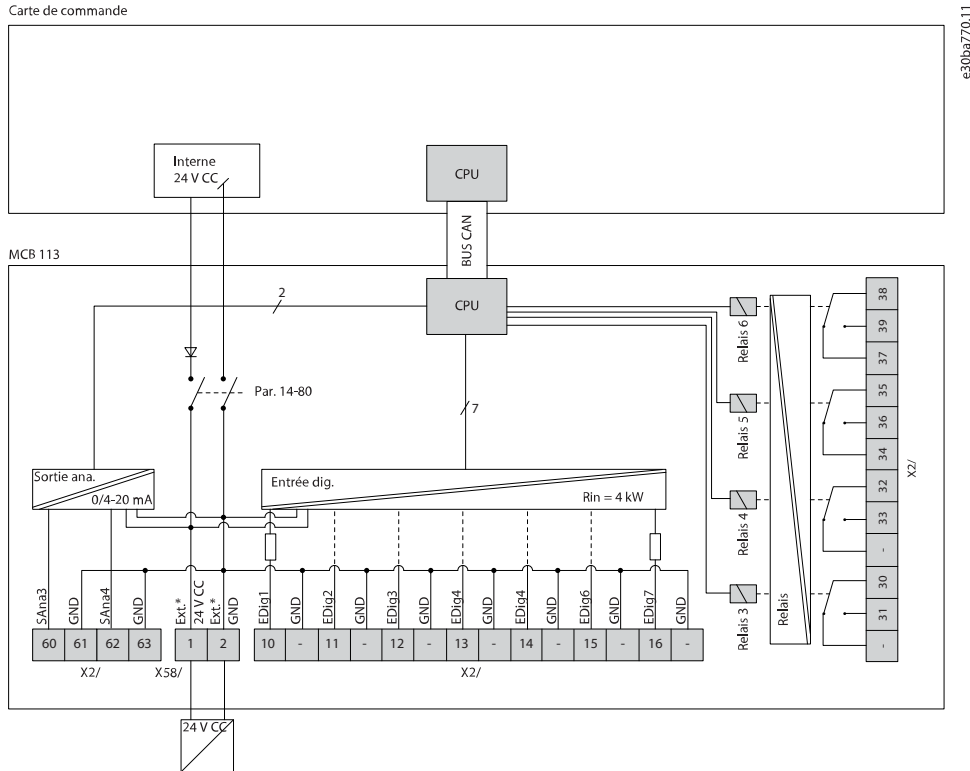 Carte de commande
e30ba770.11
Interne
24 V CC
CPU
BUS CAN
MCB 113
2
CPU
Par. 14-80
7
Sortie ana.
0/4-20 mA
Entrée dig.
Rin = 4 kW
Relais 6
Relais 5
Relais 4
Relais 3
Relais
38
39
37
35
36
34
32
33
-
30
31
-
X2/
SAna3
GND
SAna4
GND
Ext.*
24 V CC
Ext.*
GND
EDig1
GND
EDig2
GND
EDig3
GND
EDig4
GND
EDig4
GND
EDig6
GND
EDig7
GND
60 61 62 63
1 2
10 - 11 - 12 - 13 - 14 - 15 - 16 -
X2/
X58/
X2/
24 V CC